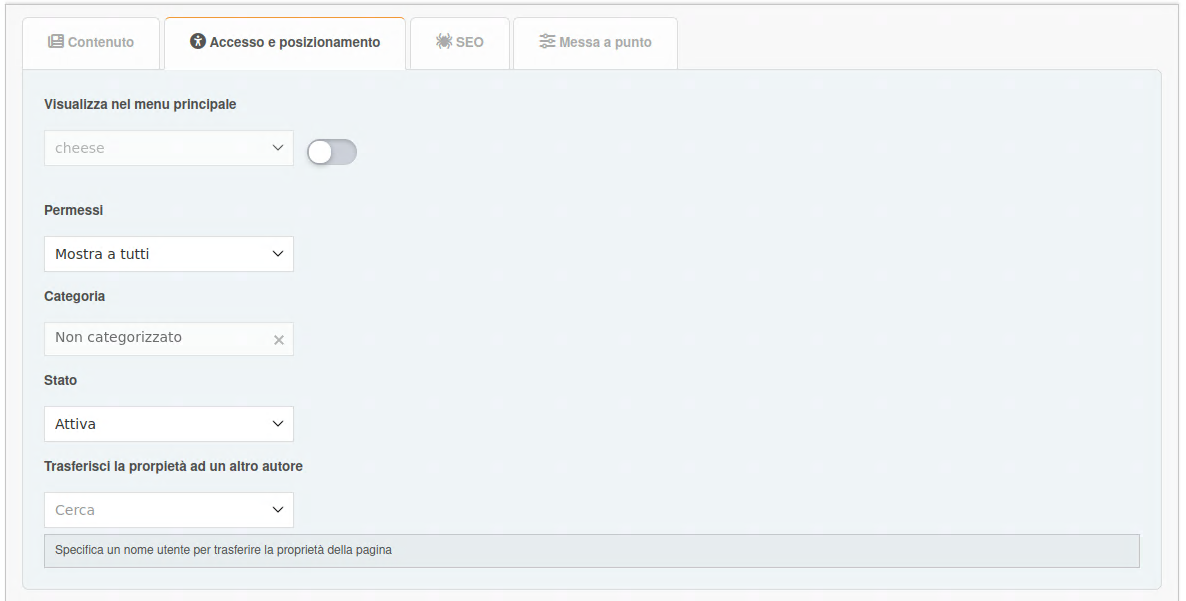 Contenuto
Accesso e posizionamento
SEO
Messa a punto
Visualizza nel menu principale
cheese
Permessi
Mostra a tutti
Categoria
Non categorizzato
Stato
Attiva
Trasferisci la prorpietà ad un altro autore
Cerca
Specifica un nome utente per trasferire la proprietà della pagina